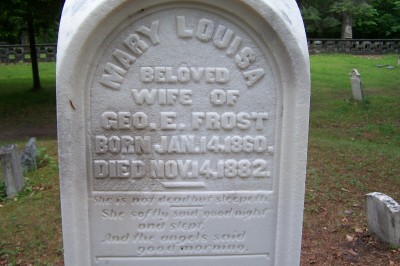 MARY LOUISA
BELOVED
WIFE OF
GEO. E. FROST
BORN JAN. 14, 1860.
DIED NOV. 14, 1882.
She is not dead but sleepeth.
She softly said good night
and slept,
And the angels said
good morning.